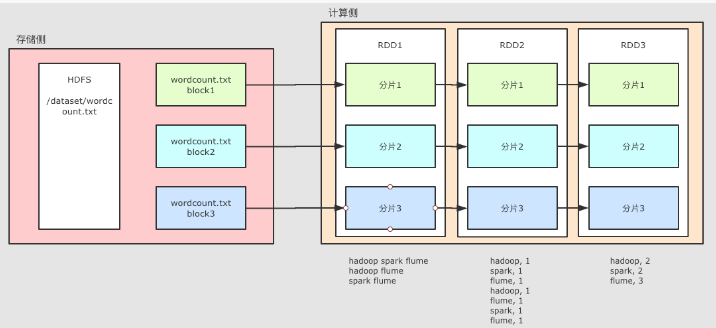 计算侧
存储侧
HDFS
/dataset/wordc
ount.txt
wordcount.txt
block1
wordcount.txt
block2
wordcount.txt
block3
RDD1
分片1
分片2
分片3
RDD2
分片1
分片2
分片3
RDD3
分片1
分片2
分片3
hadoop spark flume
hadoop flume
spark flume
hadoop, 1
spark, 1
flume, 1
hadoop, 1
flume, 1
spark, 1
flume, 1
hadoop, 2
spark, 2
flume, 3